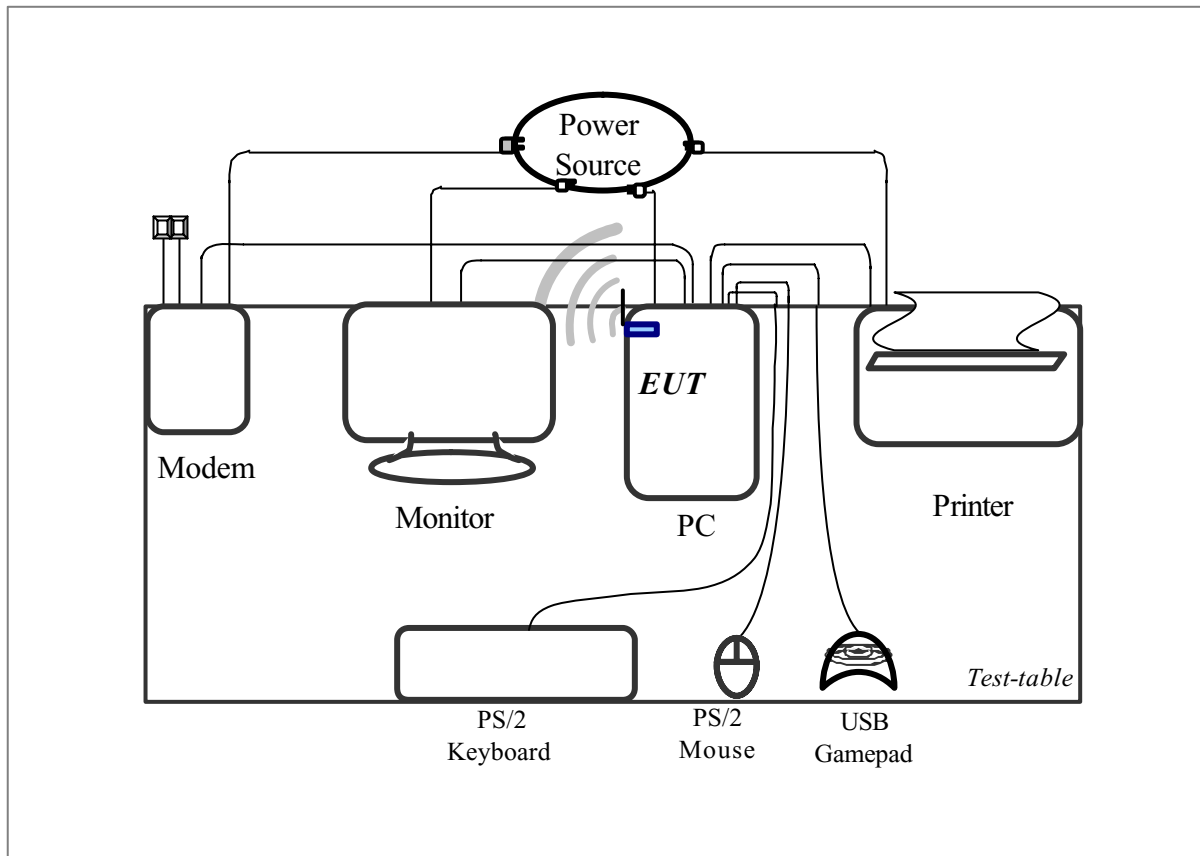 Power
Source
EUT
Modem
Monitor
PC
Printer
Test-table
PS/2
Keyboard
PS/2
Mouse
USB
Gamepad